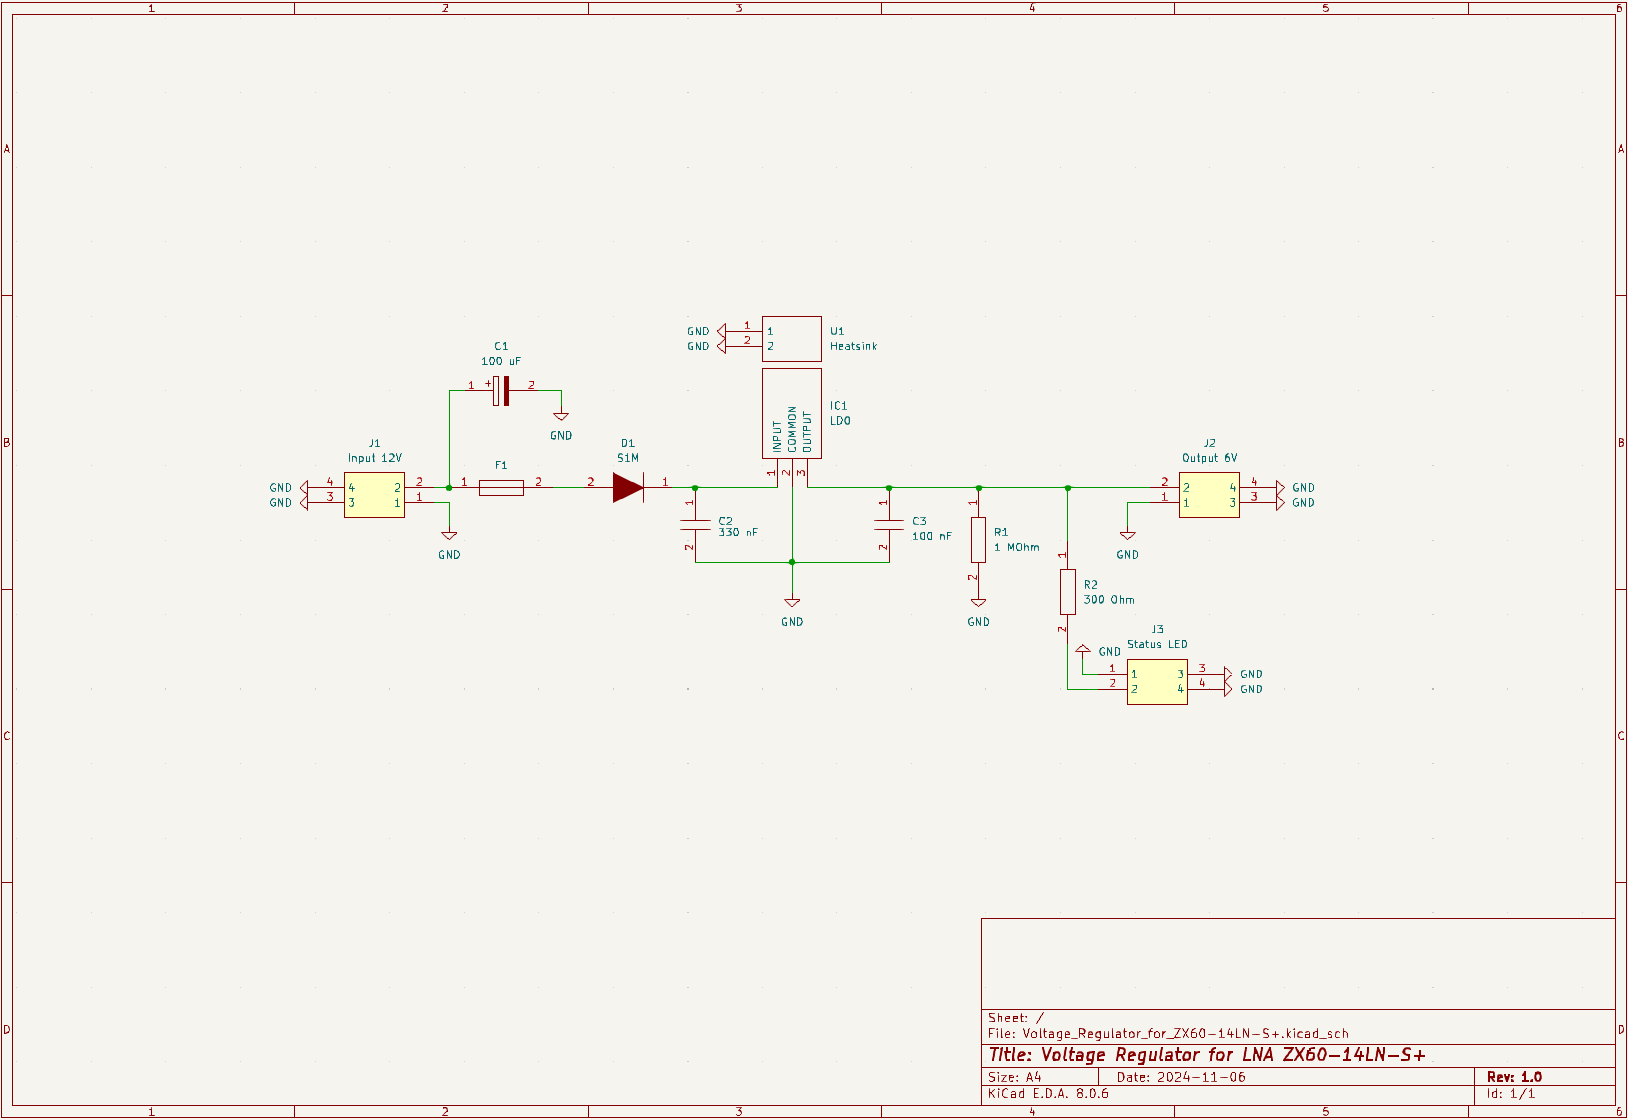 1 2 3 4 5 6
A A
1 U1
GND 1
2 Heatsink
GND 2
C1
100 uF
1 + 2
GND
IC1
LDO
INPUT
COMMON
OUTPUT
1 2 3
B B
J1
Input 12V
GND 4 4 2 2
GND 3 3 1 1
GND
F1
1 2
D1
S1M
2 1
1
C2
330 nF
2
1
C3
100 nF
2
GND
1
R1
1 MOhm
2
GND
J2
Output 6V
2 2 4 4 GND
1 1 3 3 GND
GND
1
R2
300 Ohm
2
J3
Status LED
GND
1 1 3 3 GND
2 2 4 4 GND
C C
D D
Sheet: /
File: Voltage_Regulator_for_ZX60-14LN-S+.kicad_sch
Title: Voltage Regulator for LNA ZX60-14LN-S+
Size: A4 Date: 2024-11-06 Rev: 1.0
KiCad E.D.A. 8.0.6 Id: 1/1
1 2 3 4 5 6